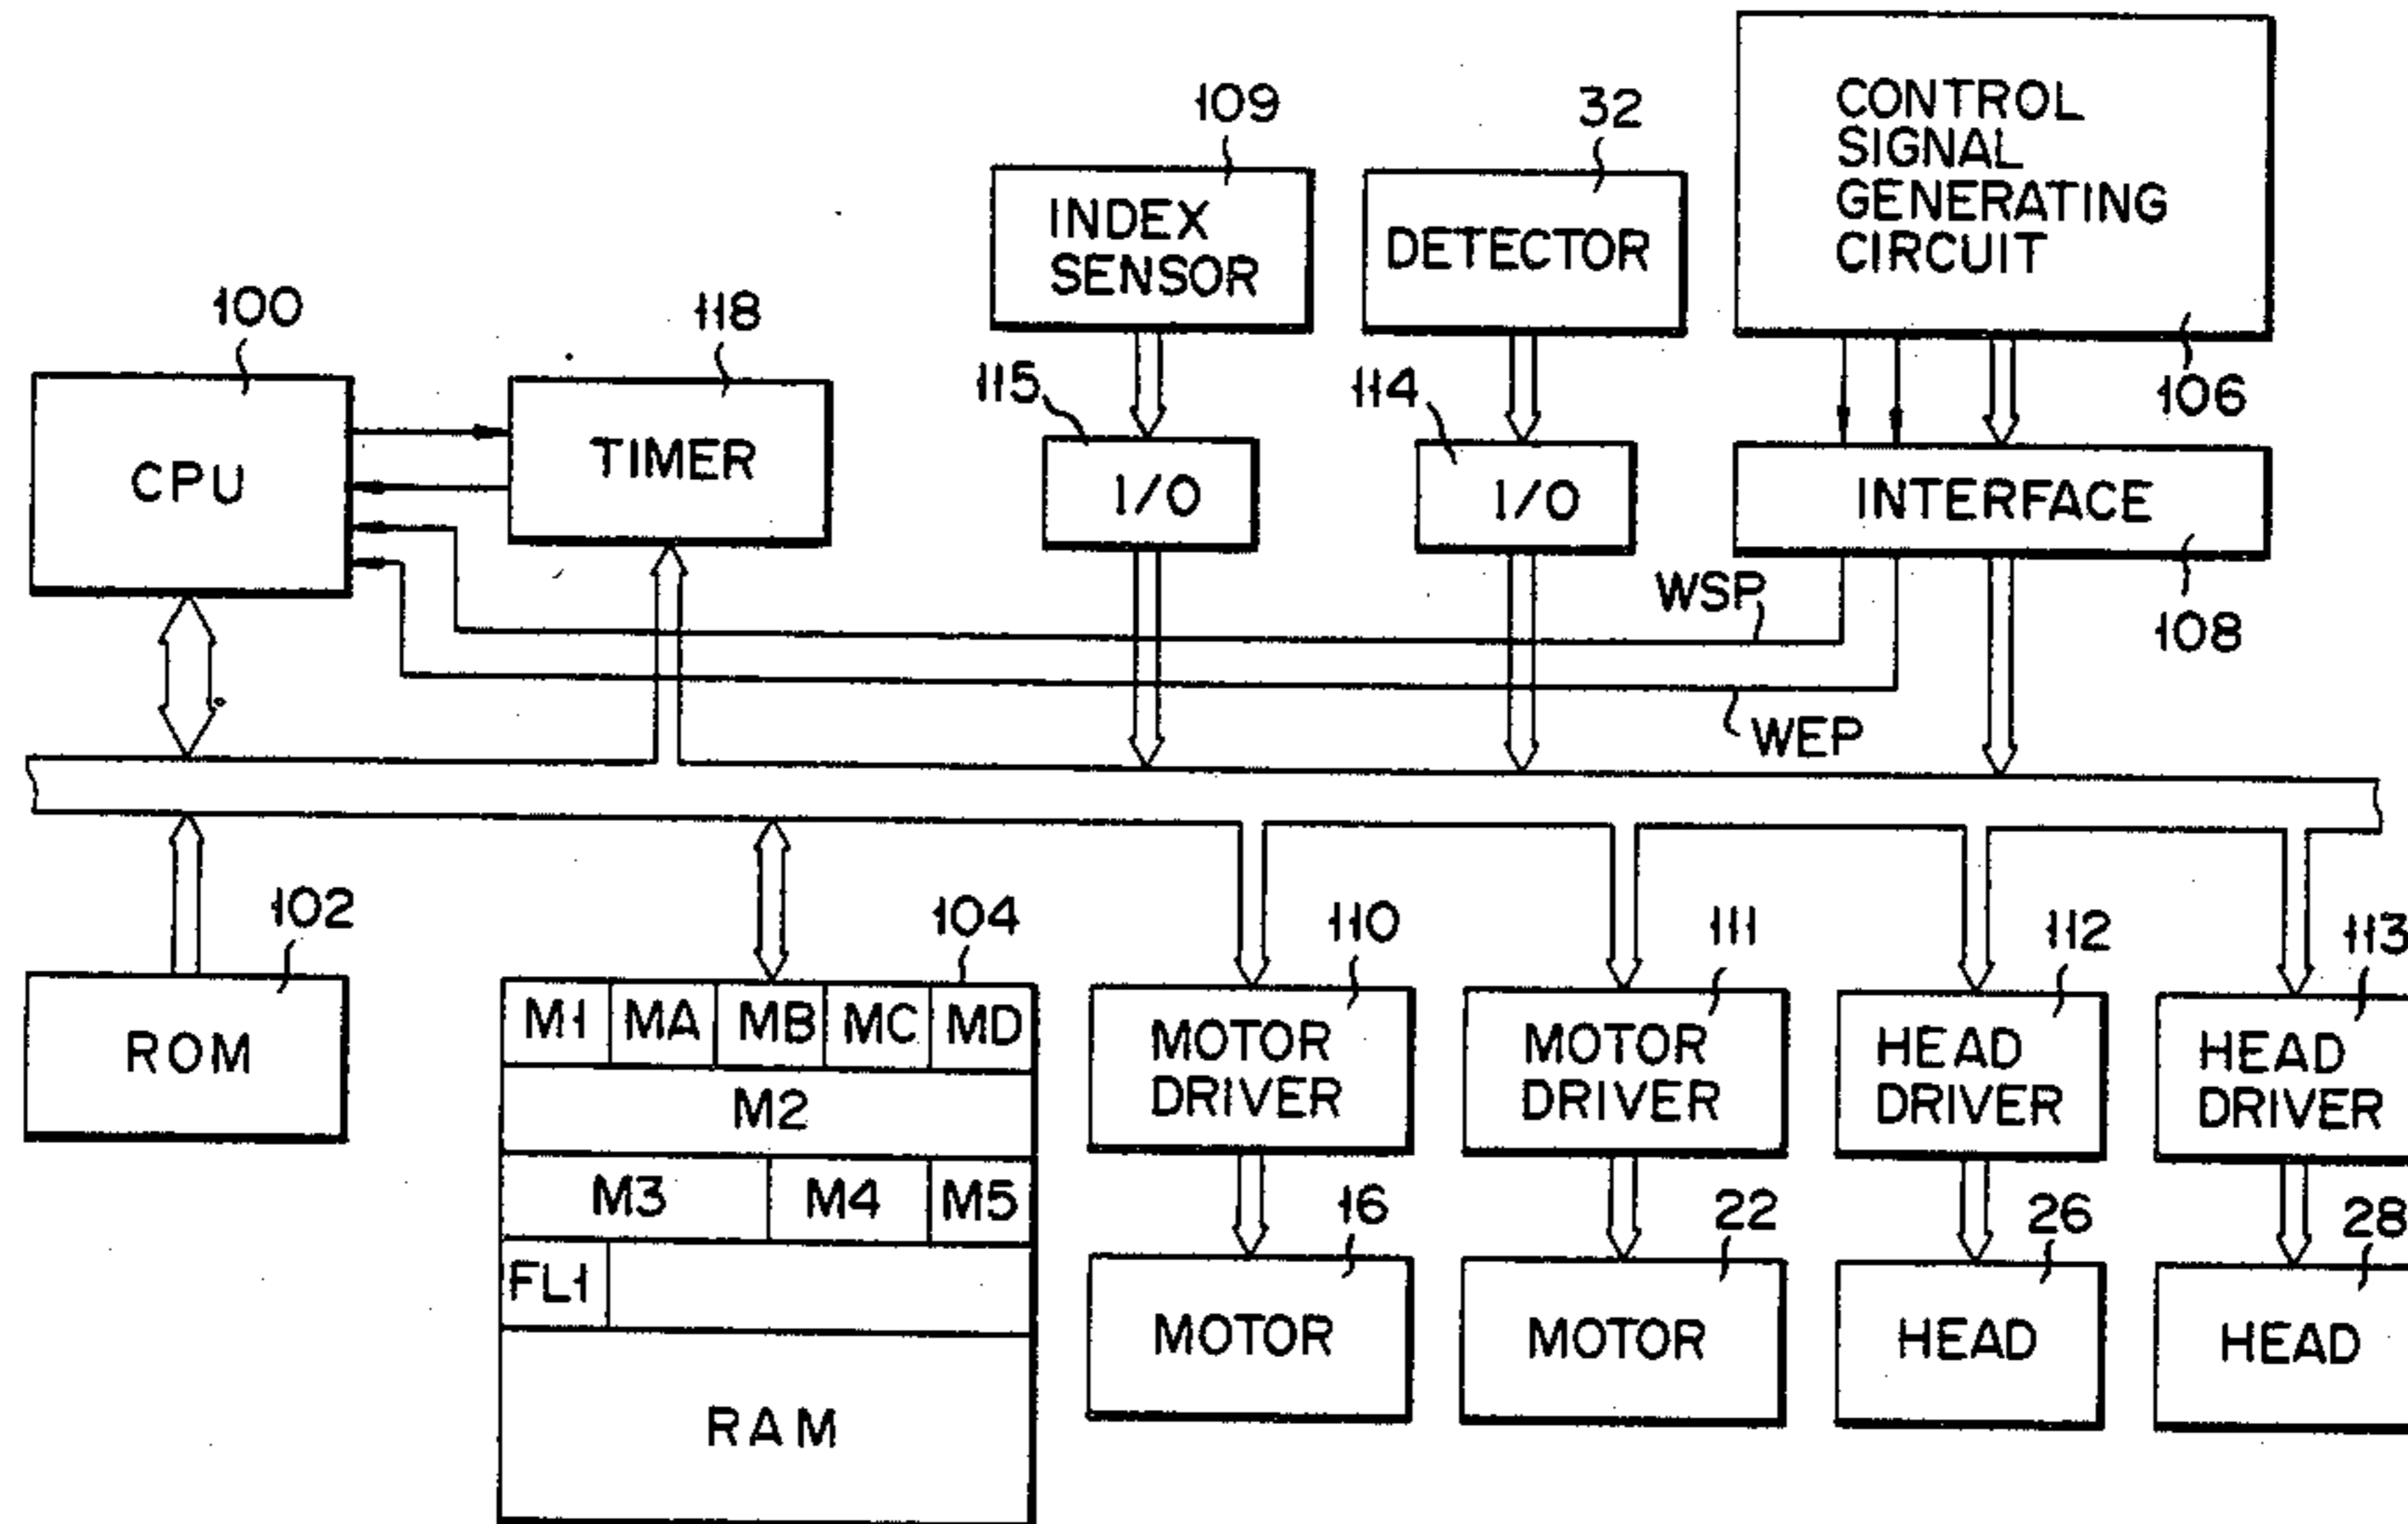 109
32
CONTROL
SIGNAL
GENERATING
CIRCUIT
INDEX
SENSOR
DETECTOR
100
118
115
114
106
CPU
TIMER
I/O
I/O
INTERFACE
WSP
108
WEP
102
104
110
111
112
113
ROM
M1 MA MB MC MD
M2
M3 M4 M5
FL1
RAM
MOTOR
DRIVER
MOTOR
DRIVER
HEAD
DRIVER
HEAD
DRIVER
16
22
26
28
MOTOR
MOTOR
HEAD
HEAD